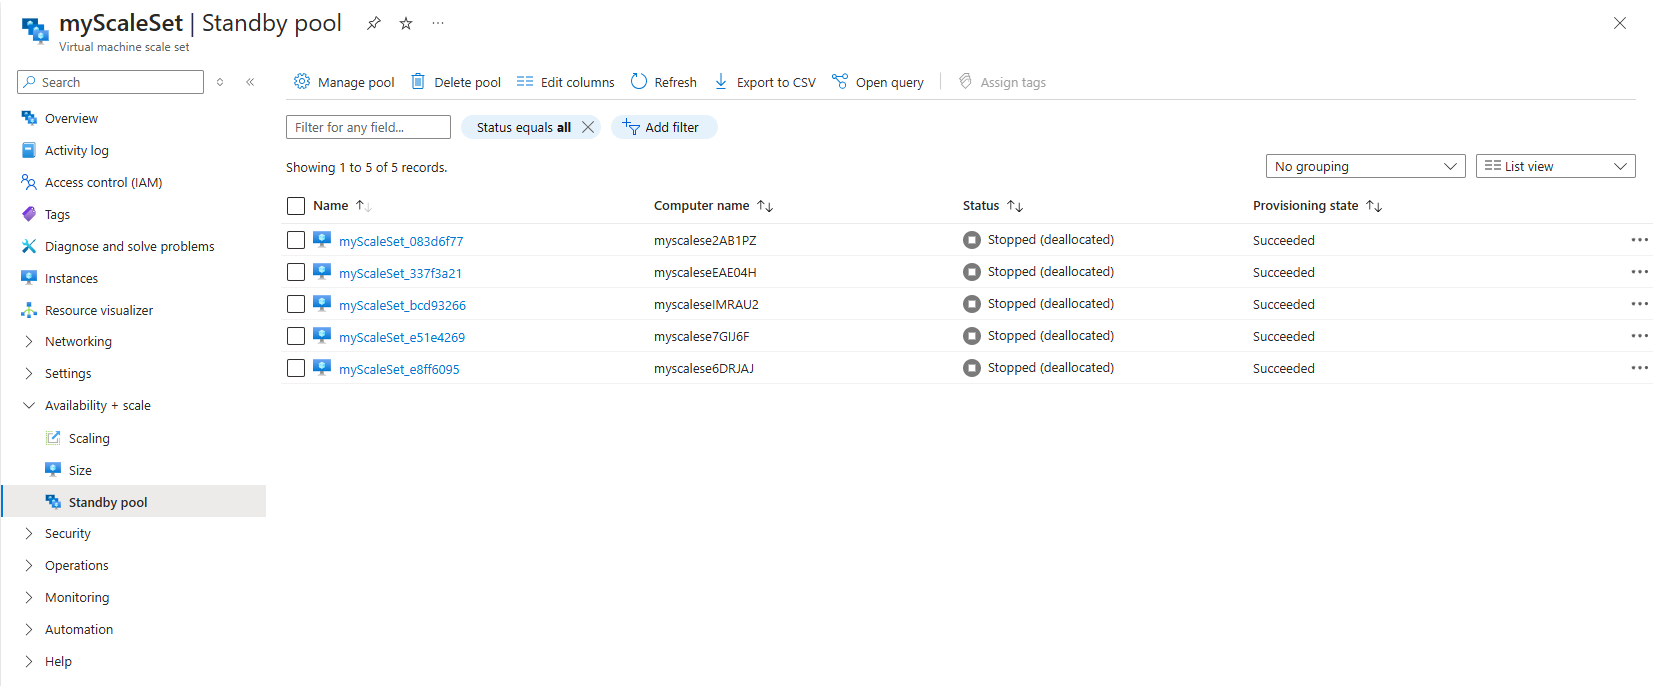 myScaleSet | Standby pool
Virtual machine scale set
Search
Overview
Activity log
Access control (IAM)
Tags
Diagnose and solve problems
Instances
Resource visualizer
Networking
Settings
Availability + scale
Scaling
Size
Standby pool
Security
Operations
Monitoring
Automation
Help
Manage pool Delete pool Edit columns Refresh Export to CSV Open query Assign tags
Filter for any field... Status equals all Add filter
Showing 1 to 5 of 5 records. No grouping List view
Name Computer name Status Provisioning state
myScaleSet_083d6f77 myscalese2AB1PZ Stopped (deallocated) Succeeded
myScaleSet_337f3a21 myscaleseEAE04H Stopped (deallocated) Succeeded
myScaleSet_bcd93266 myscaleseIMRAU2 Stopped (deallocated) Succeeded
myScaleSet_e51e4269 myscalese7GIJ6F Stopped (deallocated) Succeeded
myScaleSet_e8ff6095 myscalese6DRJAJ Stopped (deallocated) Succeeded